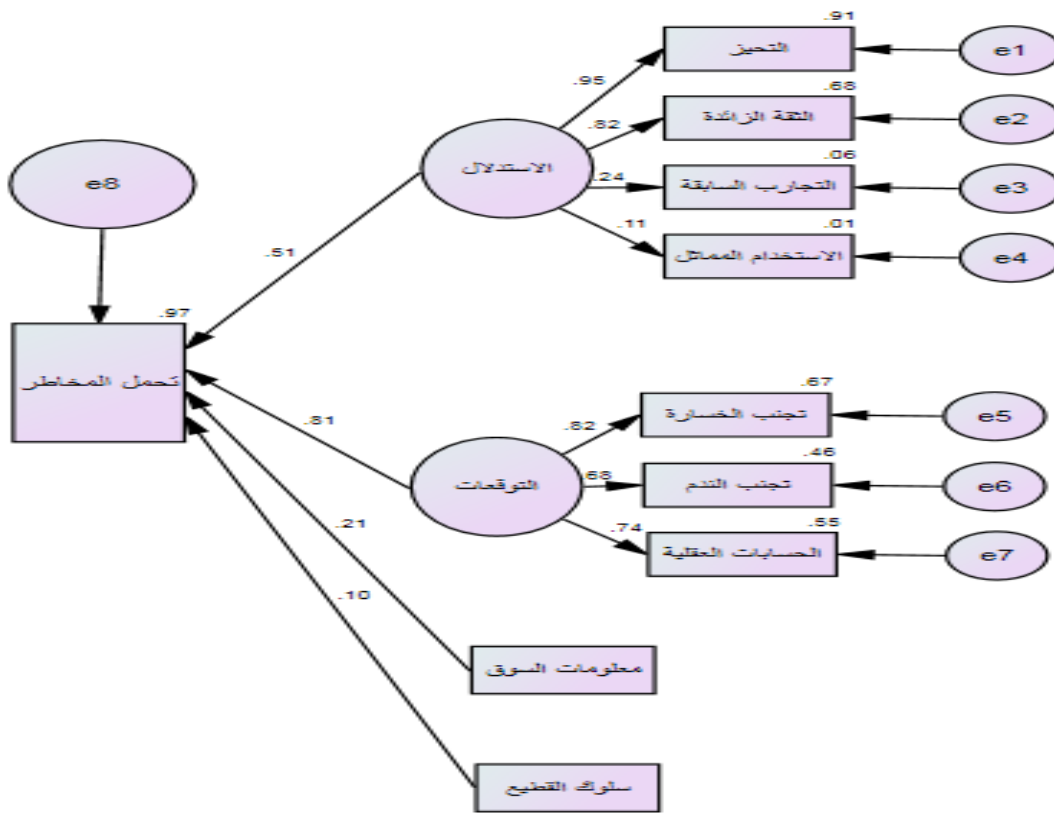 .91
التحيز
e1
.95
.68
الثقة الزائدة
e2
.82
e8
الاستدلال
.06
.24
التجارب السابقة
e3
.11
.01
الاستخدام المماثل
e4
.51
.97
تحمل المخاطر
.67
تجنب الخسارة
e5
.82
.81
التوقعات
.46
.68
تجنب الندم
e6
.74
.55
الحسابات العقلية
e7
.21
.10
معلومات السوق
سلوك القطيع